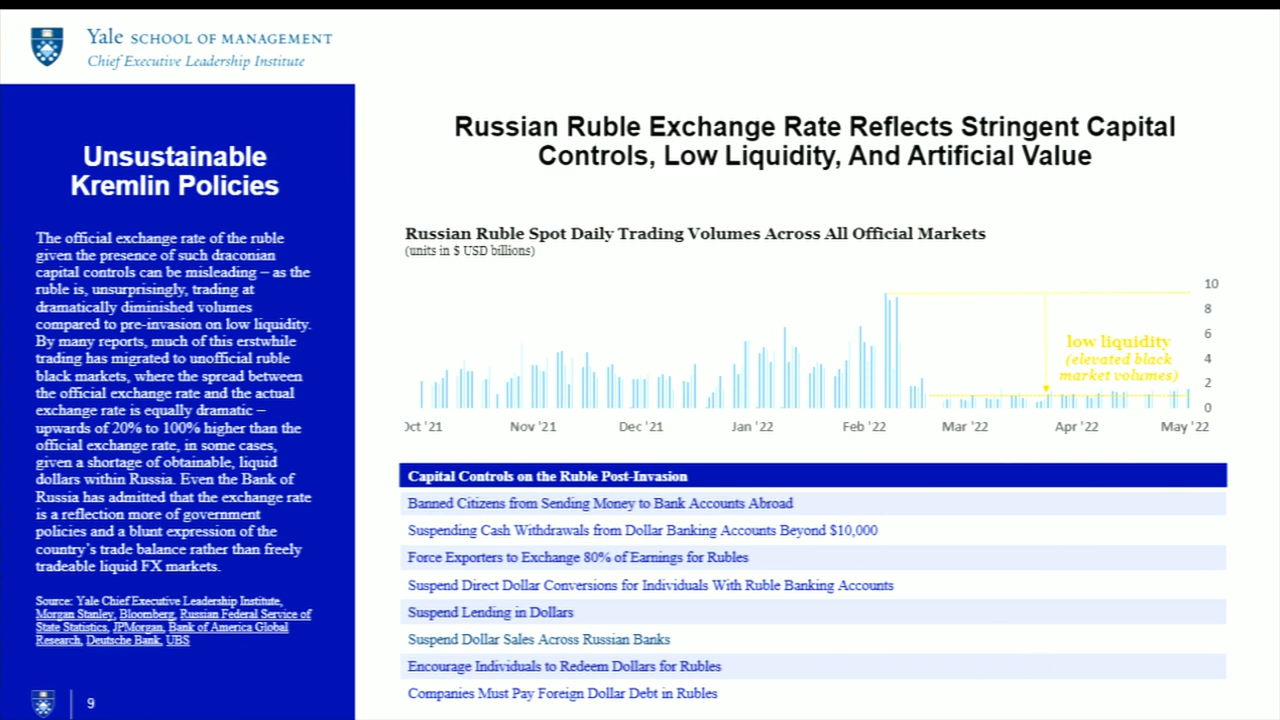 Yale SCHOOL OF MANAGEMENT
Chief Executive Leadership Institute
Unsustainable
Kremlin Policies
The official exchange rate of the ruble
given the presence of such draconian
capital controls can be misleading – as the
ruble is, unsurprisingly, trading at
dramatically diminished volumes
compared to pre-invasion on low liquidity.
By many reports, much of this erstwhile
trading has migrated to unofficial ruble
black markets, where the spread between
the official exchange rate and the actual
exchange rate is equally dramatic –
upwards of 20% to 100% higher than the
official exchange rate, in some cases,
given a shortage of obtainable, liquid
dollars within Russia. Even the Bank of
Russia has admitted that the exchange rate
is a reflection more of government
policies and a blunt expression of the
country's trade balance rather than freely
tradeable liquid FX markets.
Source: Yale Chief Executive Leadership Institute,
Morgan Stanley, Bloomberg, Russian Federal Service of
State Statistics, JPMorgan, Bank of America Global
Research, Deutsche Bank, UBS
9
Russian Ruble Exchange Rate Reflects Stringent Capital
Controls, Low Liquidity, And Artificial Value
Russian Ruble Spot Daily Trading Volumes Across All Official Markets
(units in $ USD billions)
10
8
6
4
2
0
low liquidity
(elevated black
market volumes)
Oct '21 Nov '21 Dec '21 Jan '22 Feb '22 Mar '22 Apr '22 May '22
Capital Controls on the Ruble Post-Invasion
Banned Citizens from Sending Money to Bank Accounts Abroad
Suspending Cash Withdrawals from Dollar Banking Accounts Beyond $10,000
Force Exporters to Exchange 80% of Earnings for Rubles
Suspend Direct Dollar Conversions for Individuals With Ruble Banking Accounts
Suspend Lending in Dollars
Suspend Dollar Sales Across Russian Banks
Encourage Individuals to Redeem Dollars for Rubles
Companies Must Pay Foreign Dollar Debt in Rubles